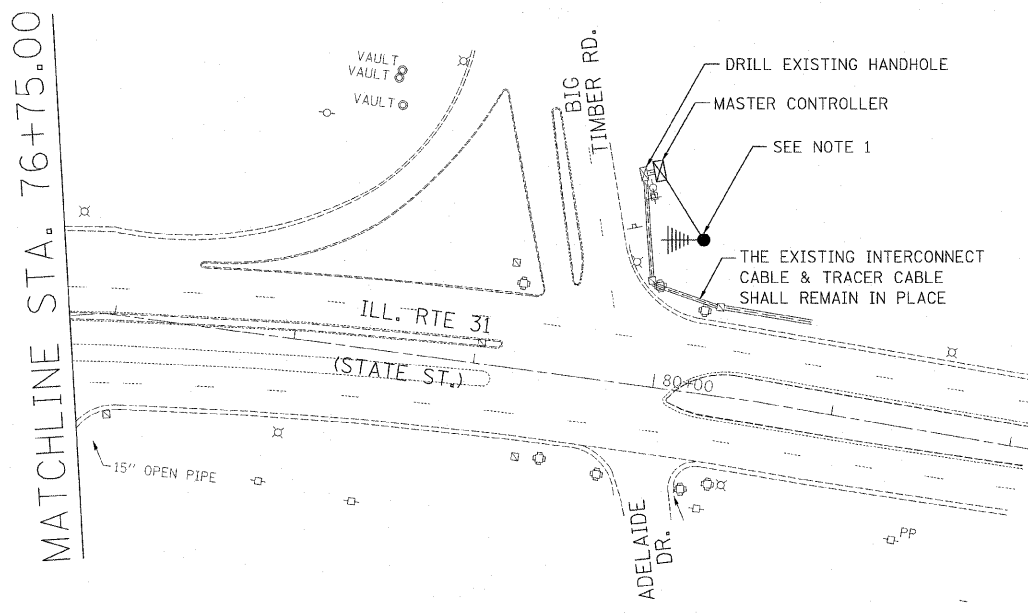 MATCHLINE STA. 76+75.00
VAULT
VAULT
VAULT
BIG
TIMBER RD.
DRILL EXISTING HANDHOLE
MASTER CONTROLLER
SEE NOTE 1
THE EXISTING INTERCONNECT
CABLE & TRACER CABLE
SHALL REMAIN IN PLACE
ILL. RTE 31
(STATE ST.)
80+00
15" OPEN PIPE
ADELAIDE
DR.
PP